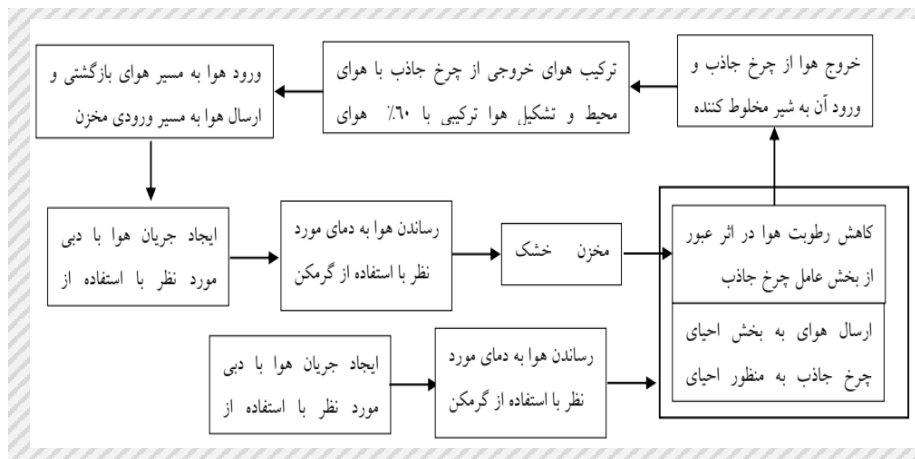 خروج هوا از چرخ جاذب و
ورود آن به شیر مخلوط کننده
ترکیب هوای خروجی از چرخ جاذب با هوای
محیط و تشکیل هوا ترکیبی با ۶۰٪ هوای
ورود هوا به مسیر هوای بازگشتی و
ارسال هوا به مسیر ورودی مخزن
ایجاد جریان هوا با دبی
مورد نظر با استفاده از
رساندن هوا به دمای مورد
نظر با استفاده از گرمکن
مخزن خشک
کاهش رطوبت هوا در اثر عبور
از بخش عامل چرخ جاذب
ارسال هوای به بخش احیای
چرخ جاذب به منظور احیای
رساندن هوا به دمای مورد
نظر با استفاده از گرمکن
ایجاد جریان هوا با دبی
مورد نظر با استفاده از